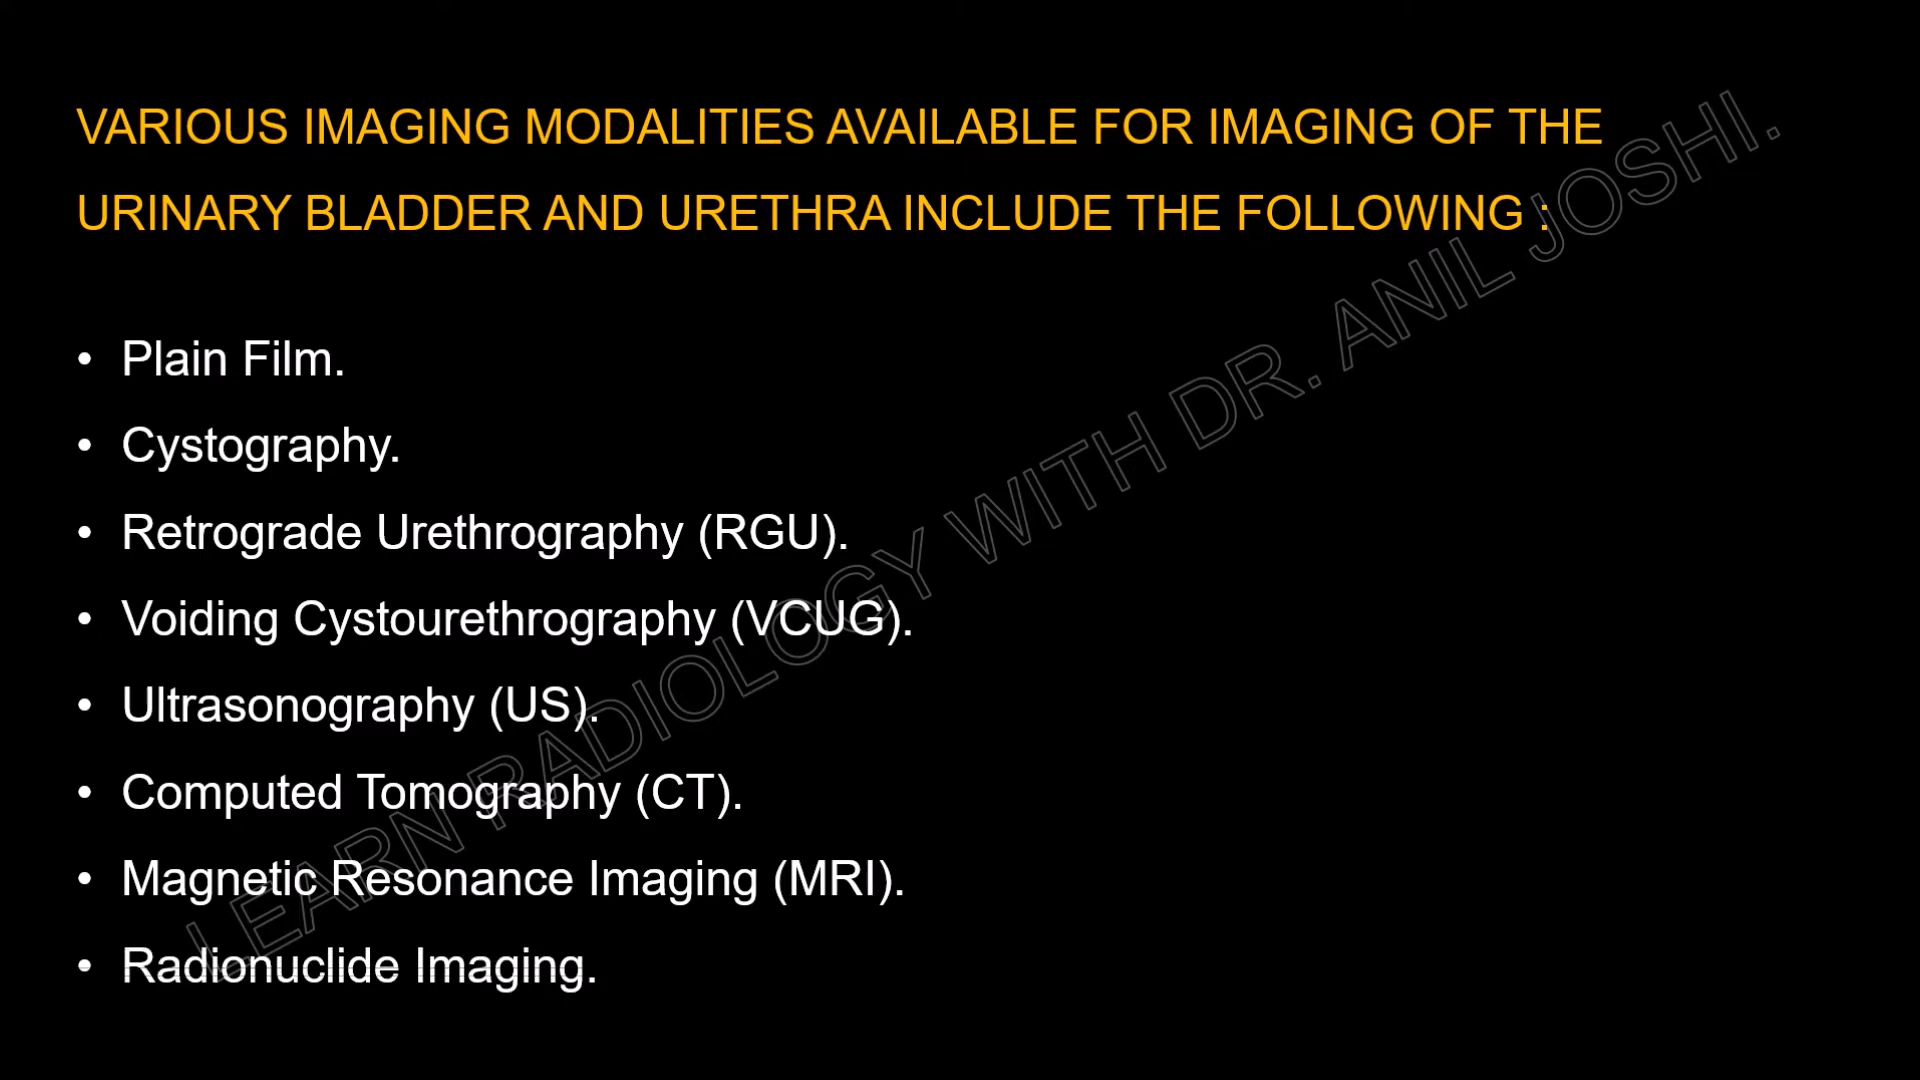 VARIOUS IMAGING MODALITIES AVAILABLE FOR IMAGING OF THE
URINARY BLADDER AND URETHRA INCLUDE THE FOLLOWING :
• Plain Film.
• Cystography.
• Retrograde Urethrography (RGU).
• Voiding Cystourethrography (VCUG).
• Ultrasonography (US).
• Computed Tomography (CT).
• Magnetic Resonance Imaging (MRI).
• Radionuclide Imaging.
LEARN RADIOLOGY WITH DR. ANIL JOSHI.